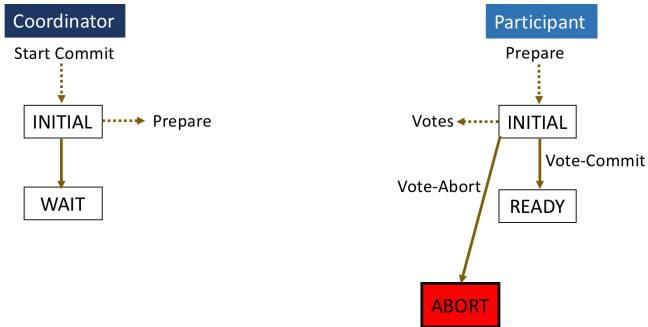 Coordinator
Participant
Start Commit
Prepare
INITIAL
Prepare
Votes
INITIAL
Vote-Commit
Vote-Abort
WAIT
READY
ABORT